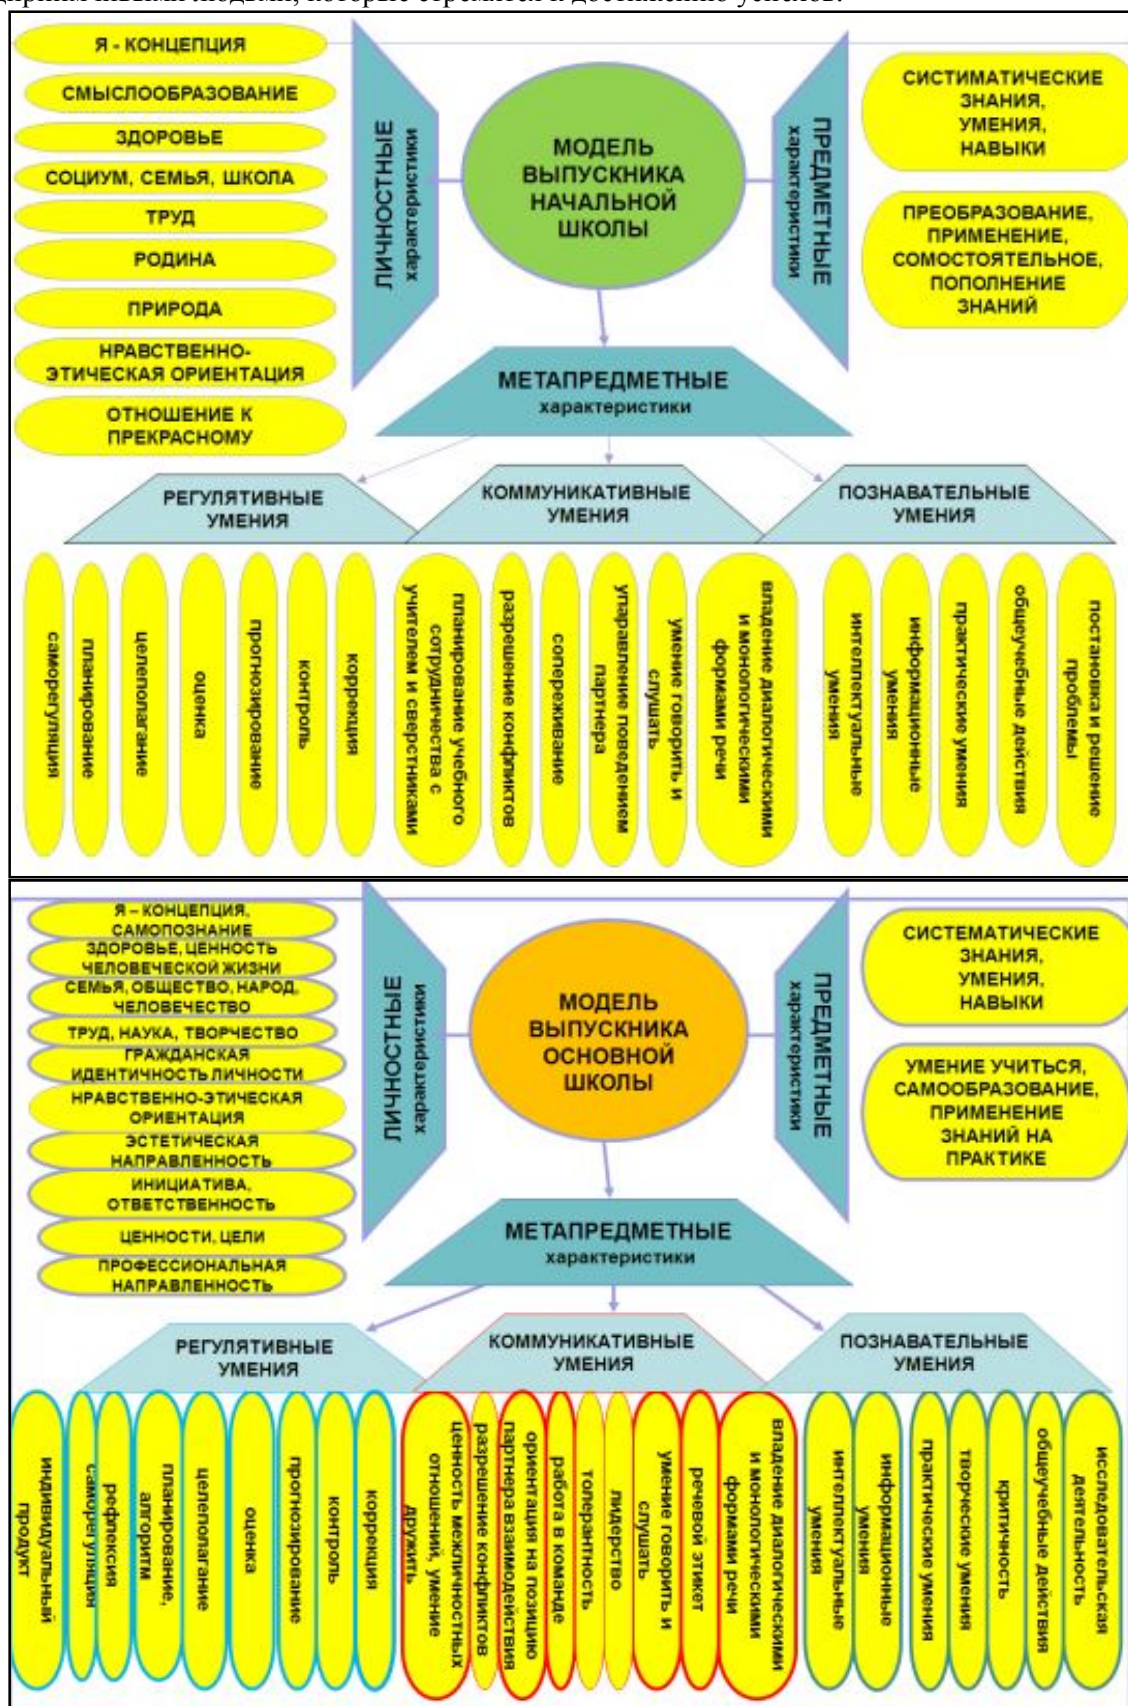 которые стремятся к достижению успехов.
Я - КОНЦЕПЦИЯ
СМЫСЛООБРАЗОВАНИЕ
ЗДОРОВЬЕ
СОЦИУМ, СЕМЬЯ, ШКОЛА
ТРУД
РОДИНА
ПРИРОДА
НРАВСТВЕННО-
ЭТИЧЕСКАЯ ОРИЕНТАЦИЯ
ОТНОШЕНИЕ К
ПРЕКРАСНОМУ
ЛИЧНОСТНЫЕ
характеристики
МОДЕЛЬ
ВЫПУСКНИКА
НАЧАЛЬНОЙ
ШКОЛЫ
ПРЕДМЕТНЫЕ
характеристики
СИСТИМАТИЧЕСКИЕ
ЗНАНИЯ,
УМЕНИЯ,
НАВЫКИ
ПРЕОБРАЗОВАНИЕ,
ПРИМЕНЕНИЕ,
СОМОСТОЯТЕЛЬНОЕ,
ПОПОЛНЕНИЕ
ЗНАНИЙ
МЕТАПРЕДМЕТНЫЕ
характеристики
РЕГУЛЯТИВНЫЕ
УМЕНИЯ
КОММУНИКАТИВНЫЕ
УМЕНИЯ
ПОЗНАВАТЕЛЬНЫЕ
УМЕНИЯ
саморегуляция
планирование
целеполагание
оценка
прогнозирование
контроль
коррекция
планирование учебного
сотрудничества с
учителем и сверстниками
разрешение конфликтов
сопереживание
упаравление поведением
партнера
умение говорить и
слушать
владение диалогическими
и монологическими
формами речи
интеллектуальные
умения
информационные
умения
практические умения
общеучебные действия
постановка и решение
проблемы
Я – КОНЦЕПЦИЯ,
САМОПОЗНАНИЕ
ЗДОРОВЬЕ, ЦЕННОСТЬ
ЧЕЛОВЕЧЕСКОЙ ЖИЗНИ
СЕМЬЯ, ОБЩЕСТВО, НАРОД,
ЧЕЛОВЕЧЕСТВО
ТРУД, НАУКА, ТВОРЧЕСТВО
ГРАЖДАНСКАЯ
ИДЕНТИЧНОСТЬ ЛИЧНОСТИ
НРАВСТВЕННО-ЭТИЧЕСКАЯ
ОРИЕНТАЦИЯ
ЭСТЕТИЧЕСКАЯ
НАПРАВЛЕННОСТЬ
ИНИЦИАТИВА,
ОТВЕТСТВЕННОСТЬ
ЦЕННОСТИ, ЦЕЛИ
ПРОФЕССИОНАЛЬНАЯ
НАПРАВЛЕННОСТЬ
ЛИЧНОСТНЫЕ
характеристики
МОДЕЛЬ
ВЫПУСКНИКА
ОСНОВНОЙ
ШКОЛЫ
ПРЕДМЕТНЫЕ
характеристики
СИСТЕМАТИЧЕСКИЕ
ЗНАНИЯ,
УМЕНИЯ,
НАВЫКИ
УМЕНИЕ УЧИТЬСЯ,
САМООБРАЗОВАНИЕ,
ПРИМЕНЕНИЕ
ЗНАНИЙ НА
ПРАКТИКЕ
МЕТАПРЕДМЕТНЫЕ
характеристики
РЕГУЛЯТИВНЫЕ
УМЕНИЯ
КОММУНИКАТИВНЫЕ
УМЕНИЯ
ПОЗНАВАТЕЛЬНЫЕ
УМЕНИЯ
индивидуальный
продукт
саморегуляция
рефлексия
планирование,
алгоритм
целеполагание
оценка
прогнозирование
контроль
коррекция
ценность межличностных
отношений, умение
дружить
разрешение конфликтов
ориентация на позицию
партнера взаимодействия
работа в команде
толерантность
лидерство
умение говорить и
слушать
речевой этикет
владение диалогическими
и монологическими
формами речи
интеллектуальные
умения
информационные
умения
практические умения
творческие умения
критичность
общеучебные действия
исследовательская
деятельность